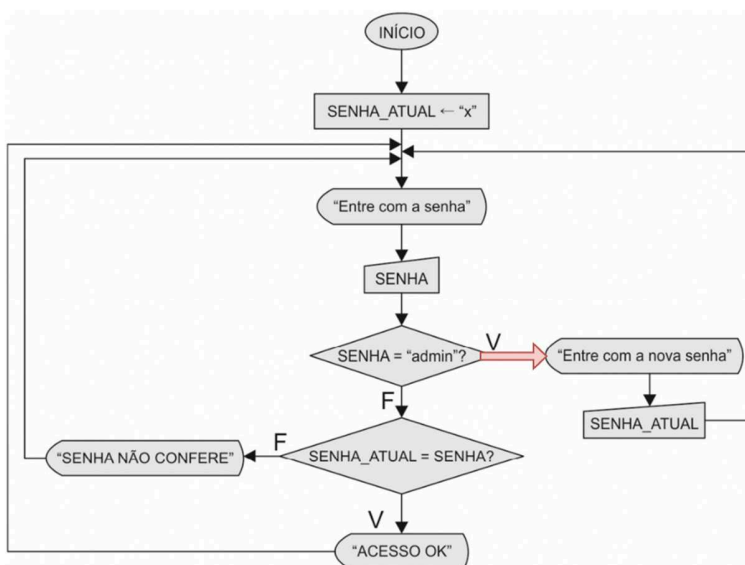 INÍCIO
SENHA_ATUAL ← "x"
"Entre com a senha"
SENHA
SENHA = "admin"?
V
"Entre com a nova senha"
F
SENHA_ATUAL
F
SENHA_ATUAL = SENHA?
"SENHA NÃO CONFERE"
V
"ACESSO OK"